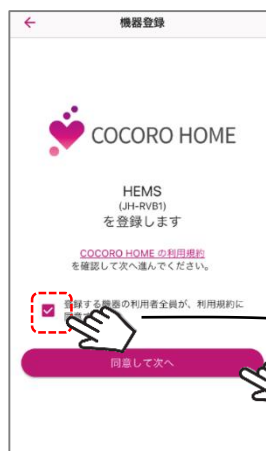 機器登録
COCORO HOME
HEMS
(JH-RVB1)
を登録します
COCORO HOME の利用規約
を確認して次へ進んでください。
登録する機器の利用者全員が、利用規約に
同意
同意して次へ